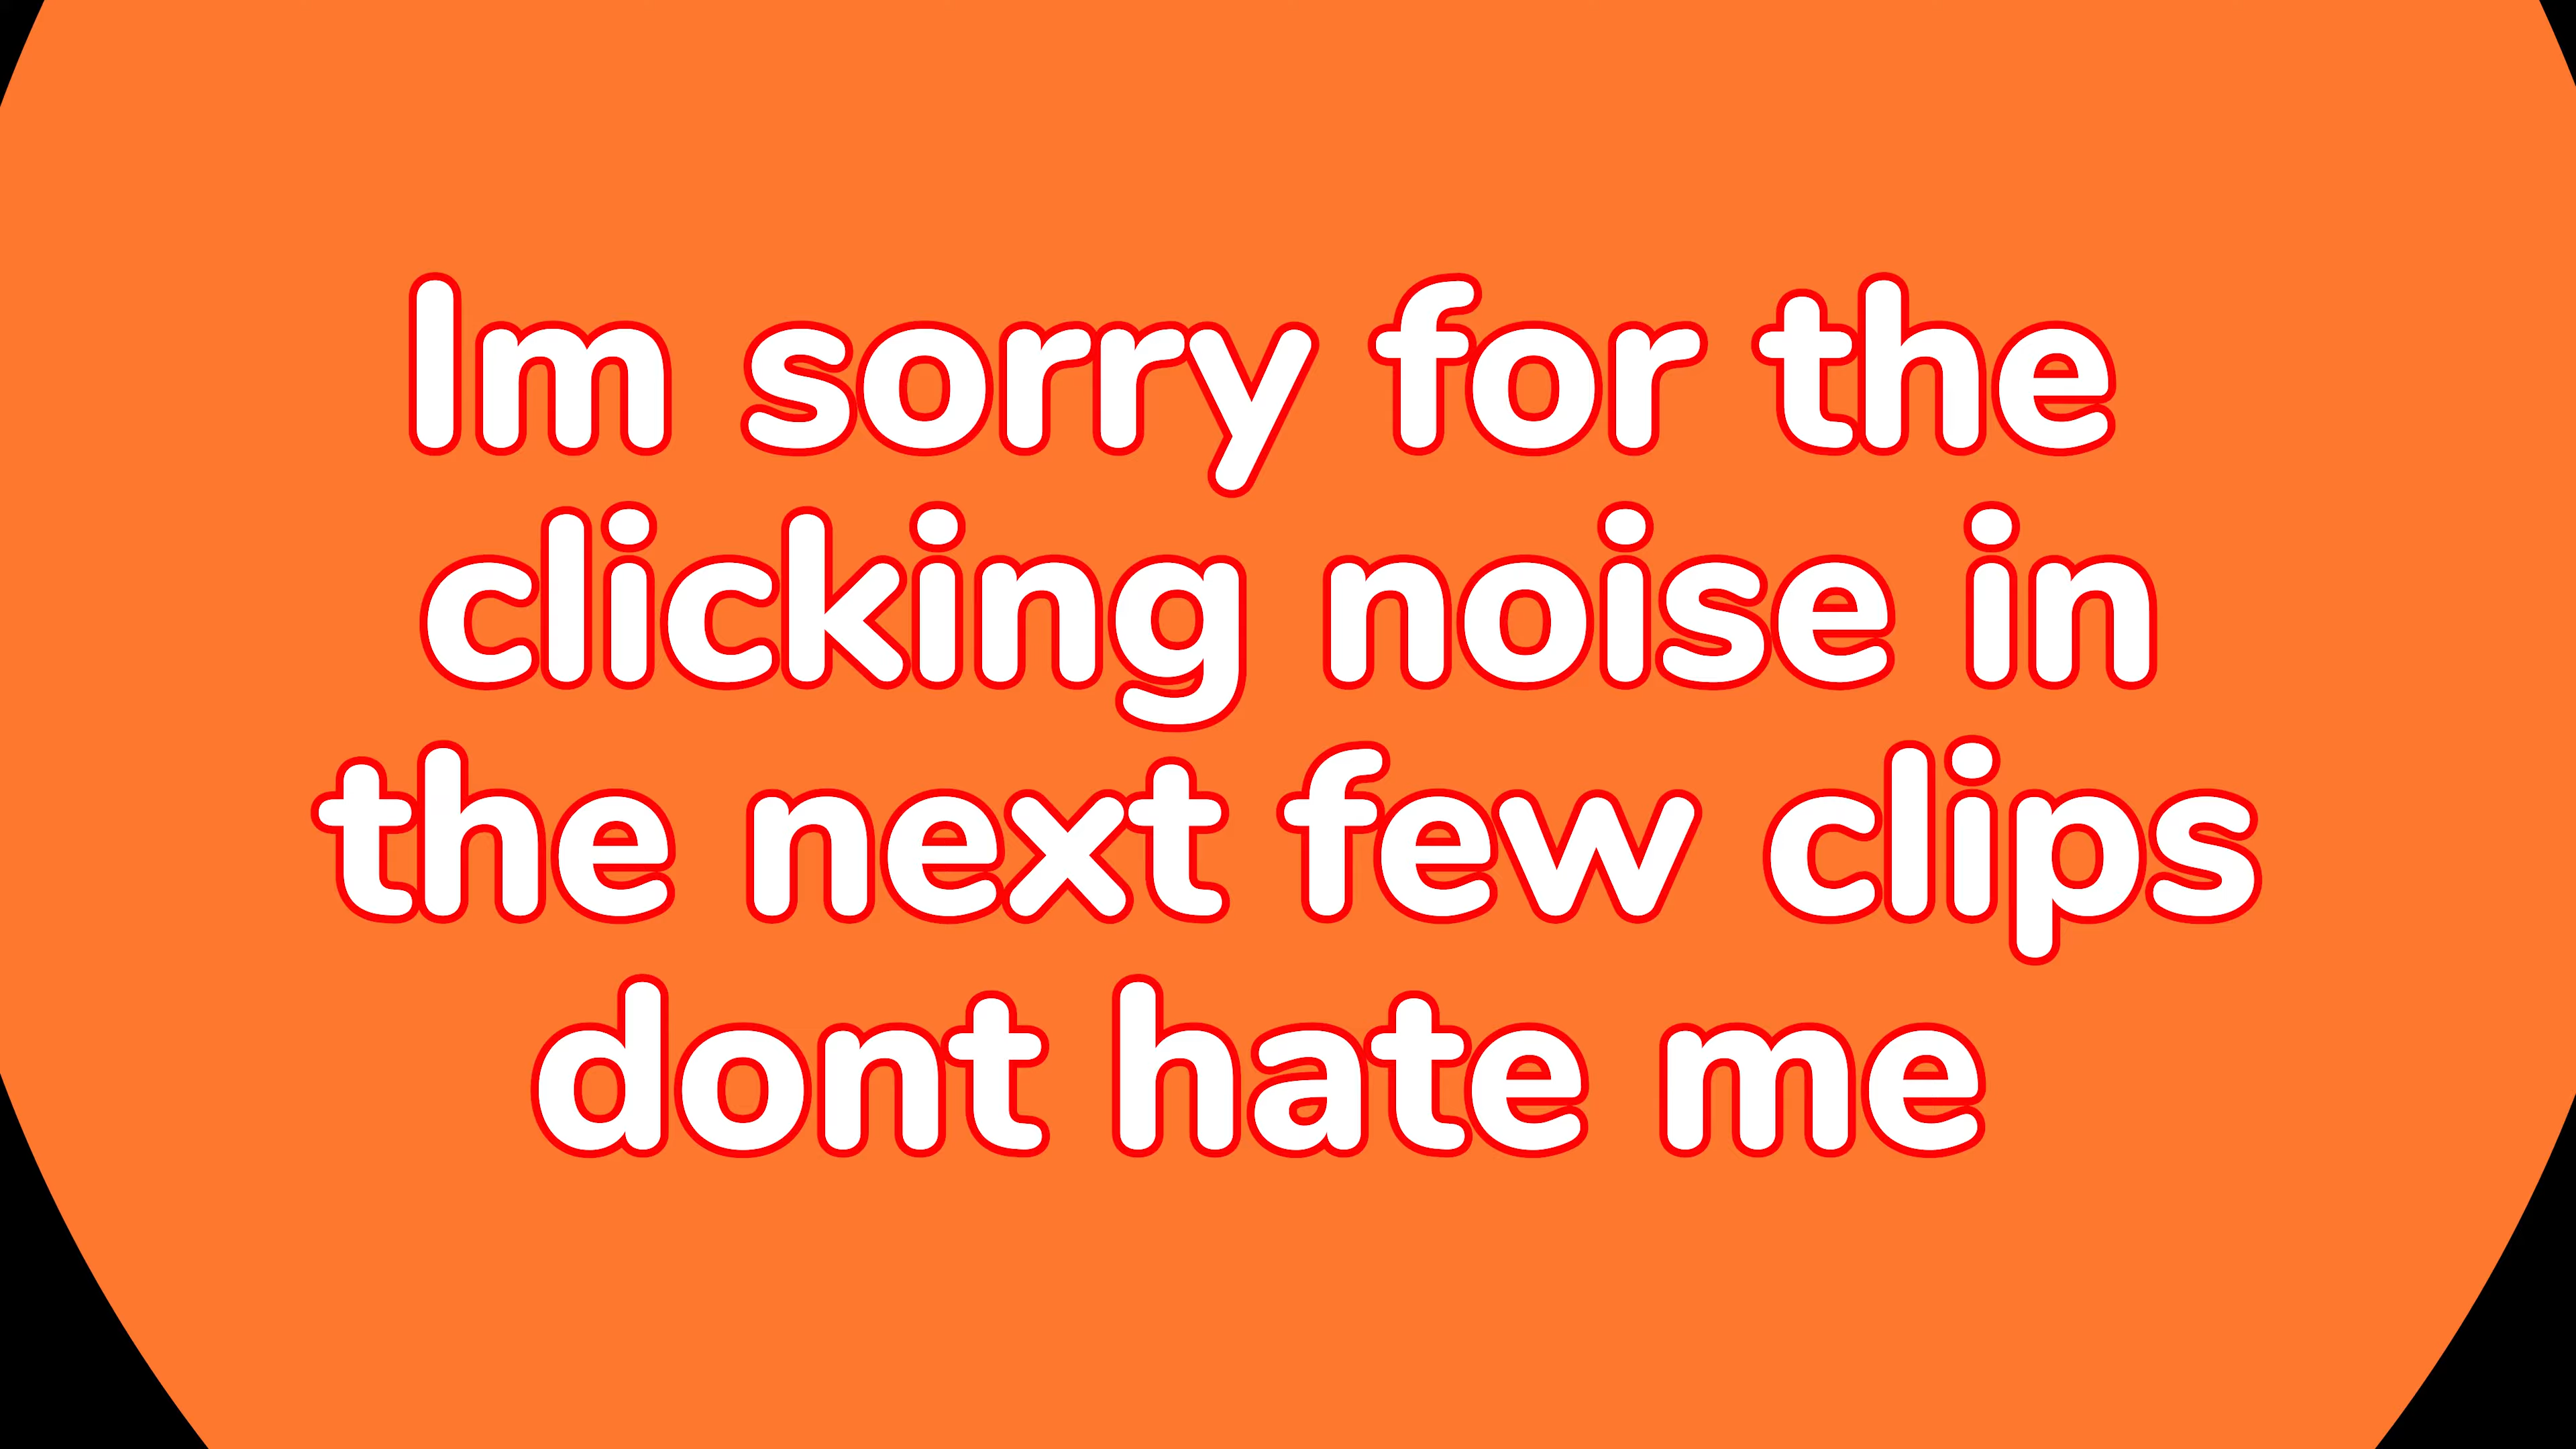 Im sorry for the
clicking noise in
the next few clips
dont hate me